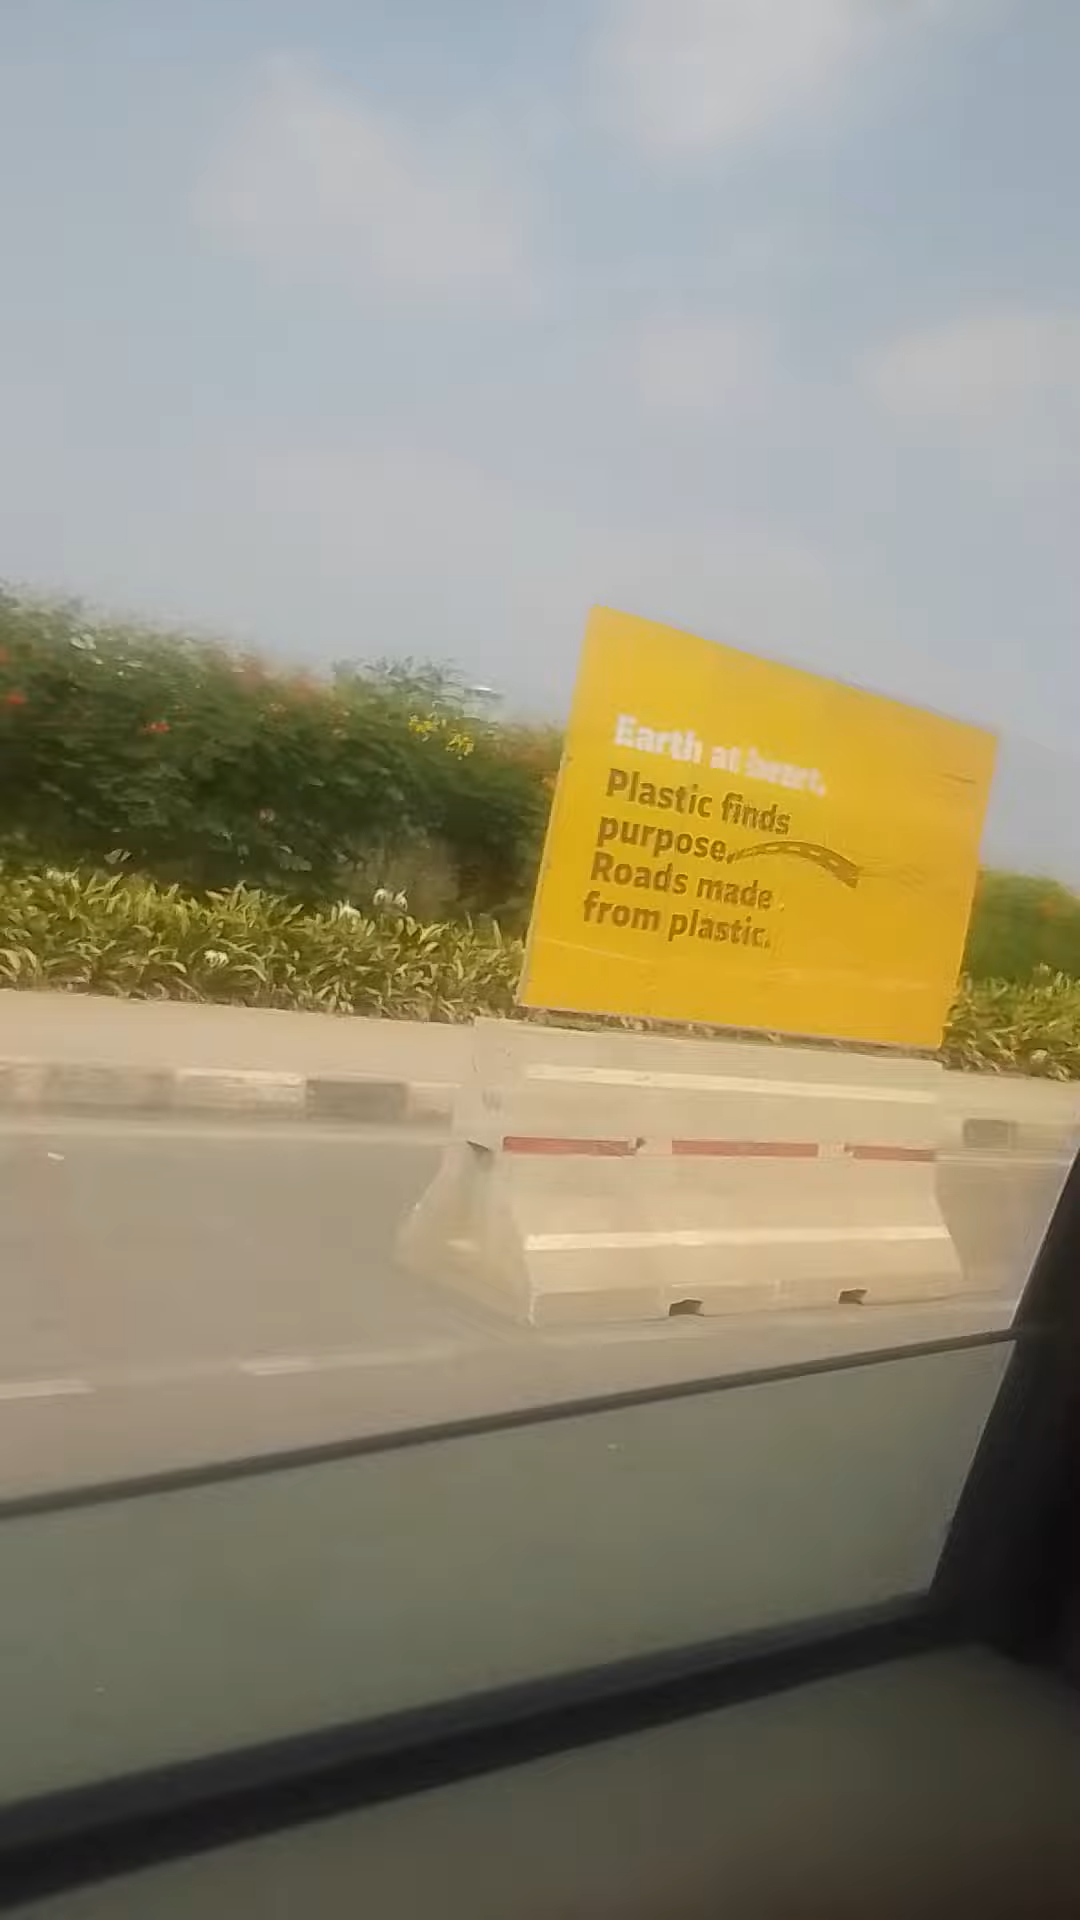 Earth at heart.
Plastic finds
purpose.
Roads made
from plastic.